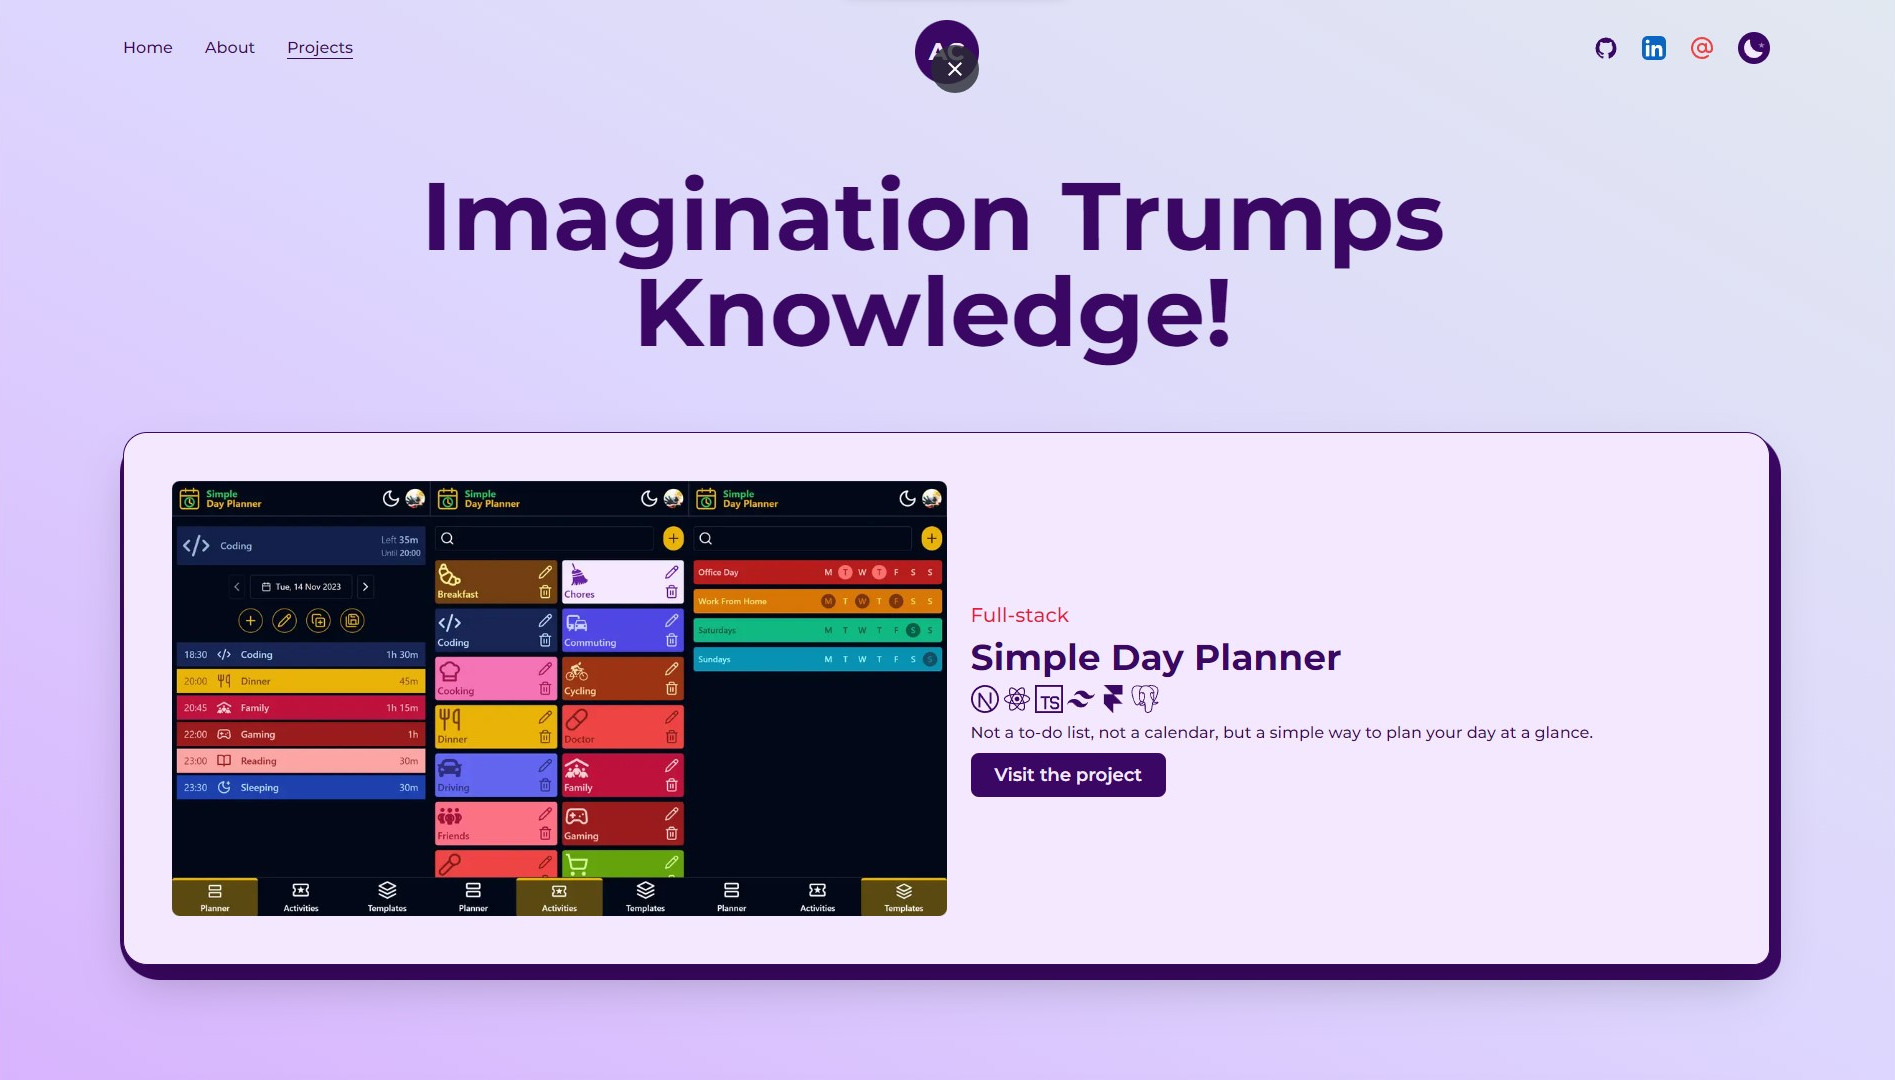 Home About Projects
AC
Imagination Trumps
Knowledge!
Simple
Day Planner
Coding
Left 35m
Until 20:00
Tue, 14 Nov 2023
18:30 Coding 1h 30m
20:00 Dinner 45m
20:45 Family 1h 15m
22:00 Gaming 1h
23:00 Reading 30m
23:30 Sleeping 30m
Planner Activities Templates
Simple
Day Planner
Breakfast Chores
Coding Commuting
Cooking Cycling
Dinner Doctor
Driving Family
Friends Gaming
Planner Activities Templates
Simple
Day Planner
Office Day M T W T F S S
Work From Home M T W T F S S
Saturdays M T W T F S S
Sundays M T W T F S S
Planner Activities Templates
Full-stack
Simple Day Planner
N TS
Not a to-do list, not a calendar, but a simple way to plan your day at a glance.
Visit the project